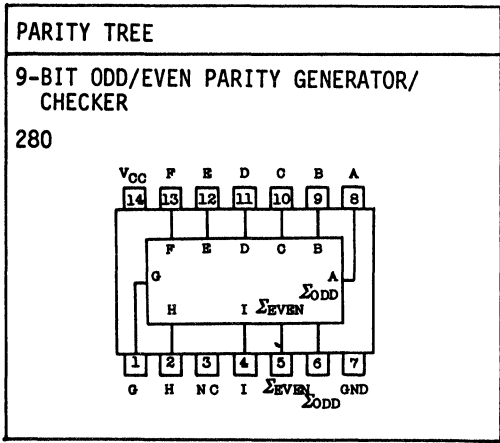 PARITY TREE
9-BIT ODD/EVEN PARITY GENERATOR/
CHECKER
280
VCC F E D C B A
14 13 12 11 10 9 8
F E D C B
G A
ΣODD
H I ΣEVEN
1 2 3 4 5 6 7
G H NC I ΣEVEN GND
ΣODD